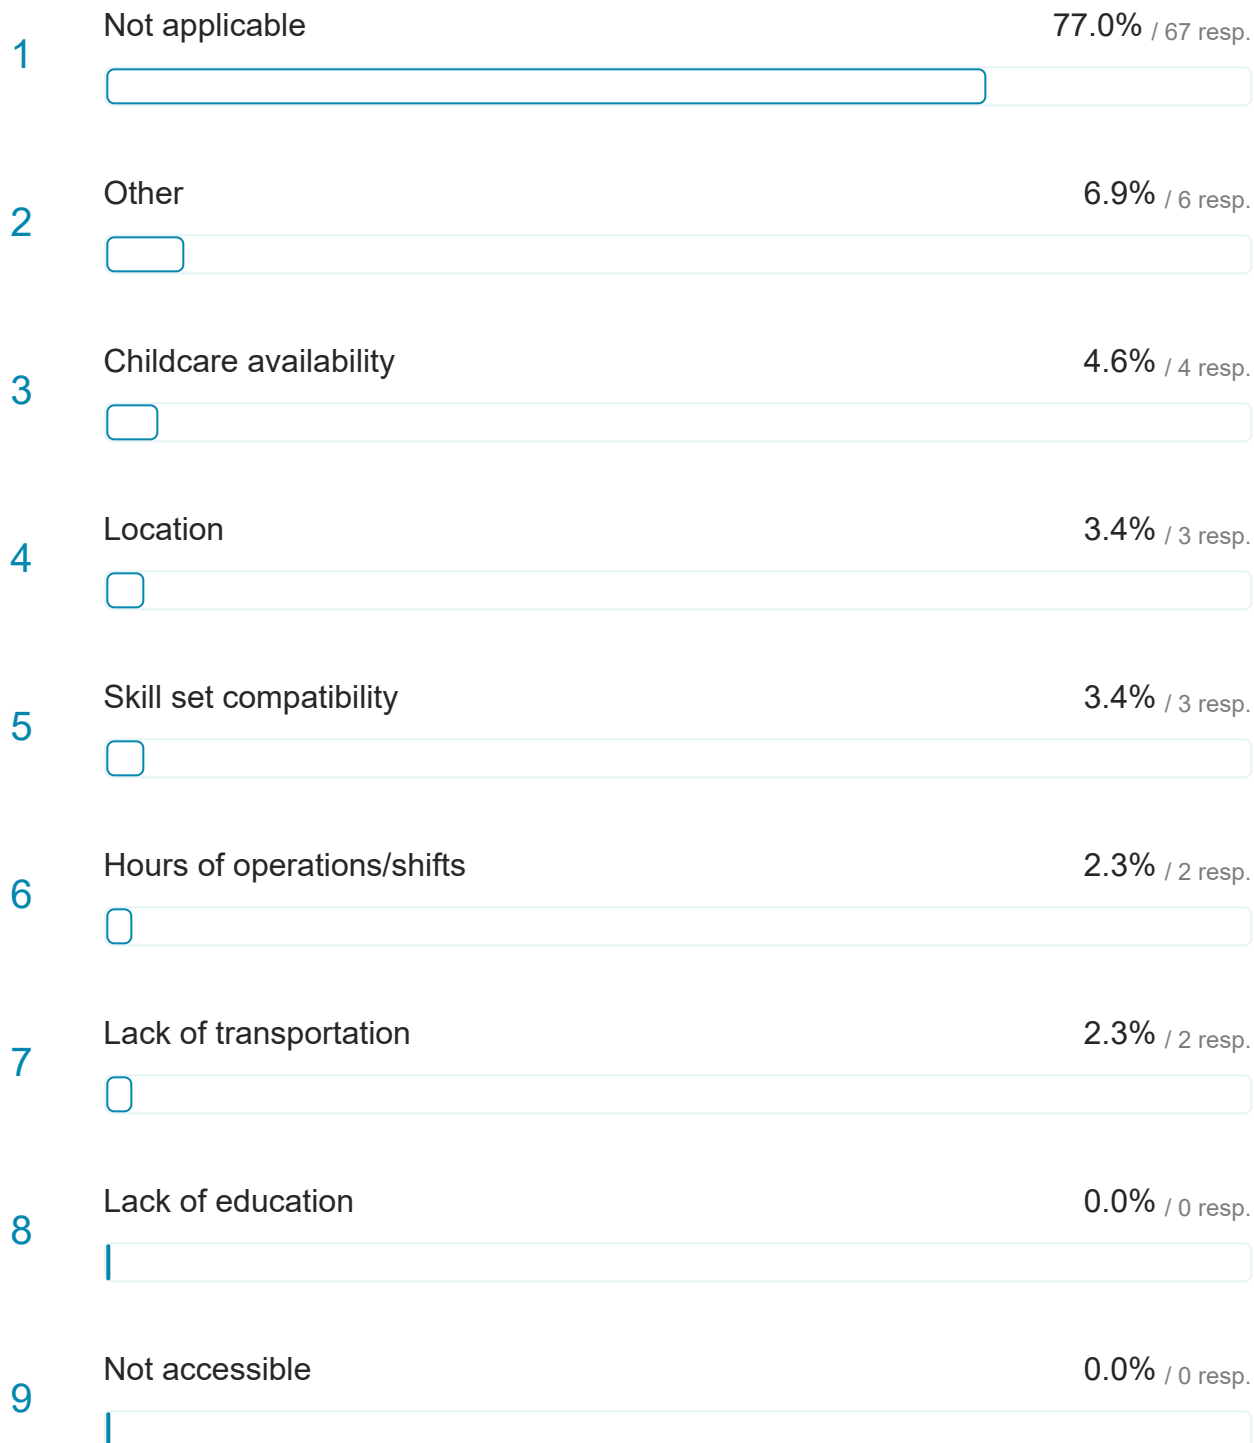 1 Not applicable 77.0% / 67 resp.
2 Other 6.9% / 6 resp.
3 Childcare availability 4.6% / 4 resp.
4 Location 3.4% / 3 resp.
5 Skill set compatibility 3.4% / 3 resp.
6 Hours of operations/shifts 2.3% / 2 resp.
7 Lack of transportation 2.3% / 2 resp.
8 Lack of education 0.0% / 0 resp.
9 Not accessible 0.0% / 0 resp.